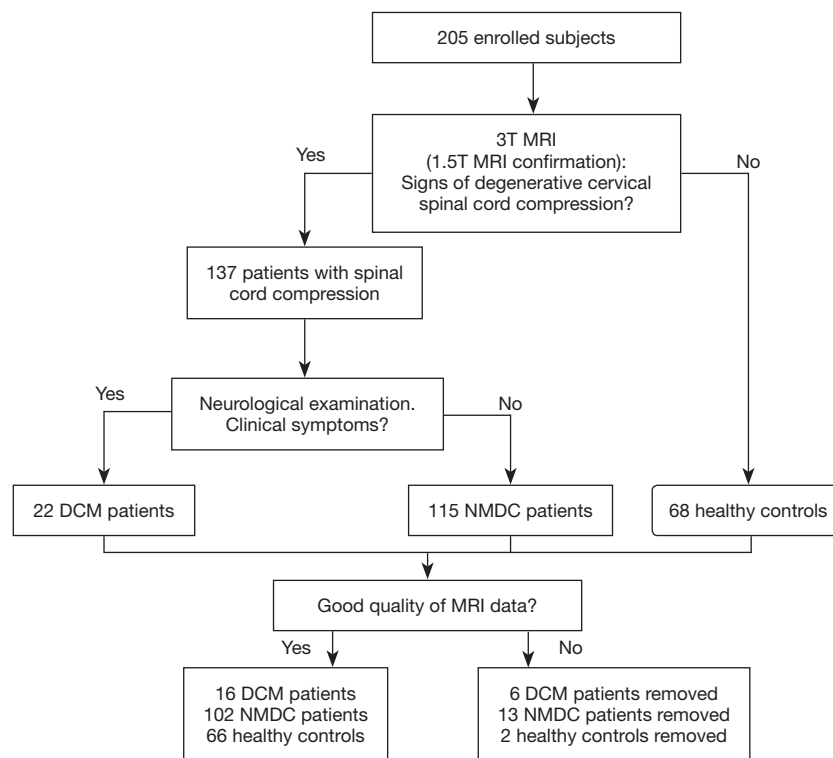 205 enrolled subjects
3T MRI
(1.5T MRI confirmation):
Signs of degenerative cervical
spinal cord compression?
Yes
No
137 patients with spinal
cord compression
Neurological examination.
Clinical symptoms?
Yes
No
22 DCM patients
115 NMDC patients
68 healthy controls
Good quality of MRI data?
Yes
No
16 DCM patients
102 NMDC patients
66 healthy controls
6 DCM patients removed
13 NMDC patients removed
2 healthy controls removed